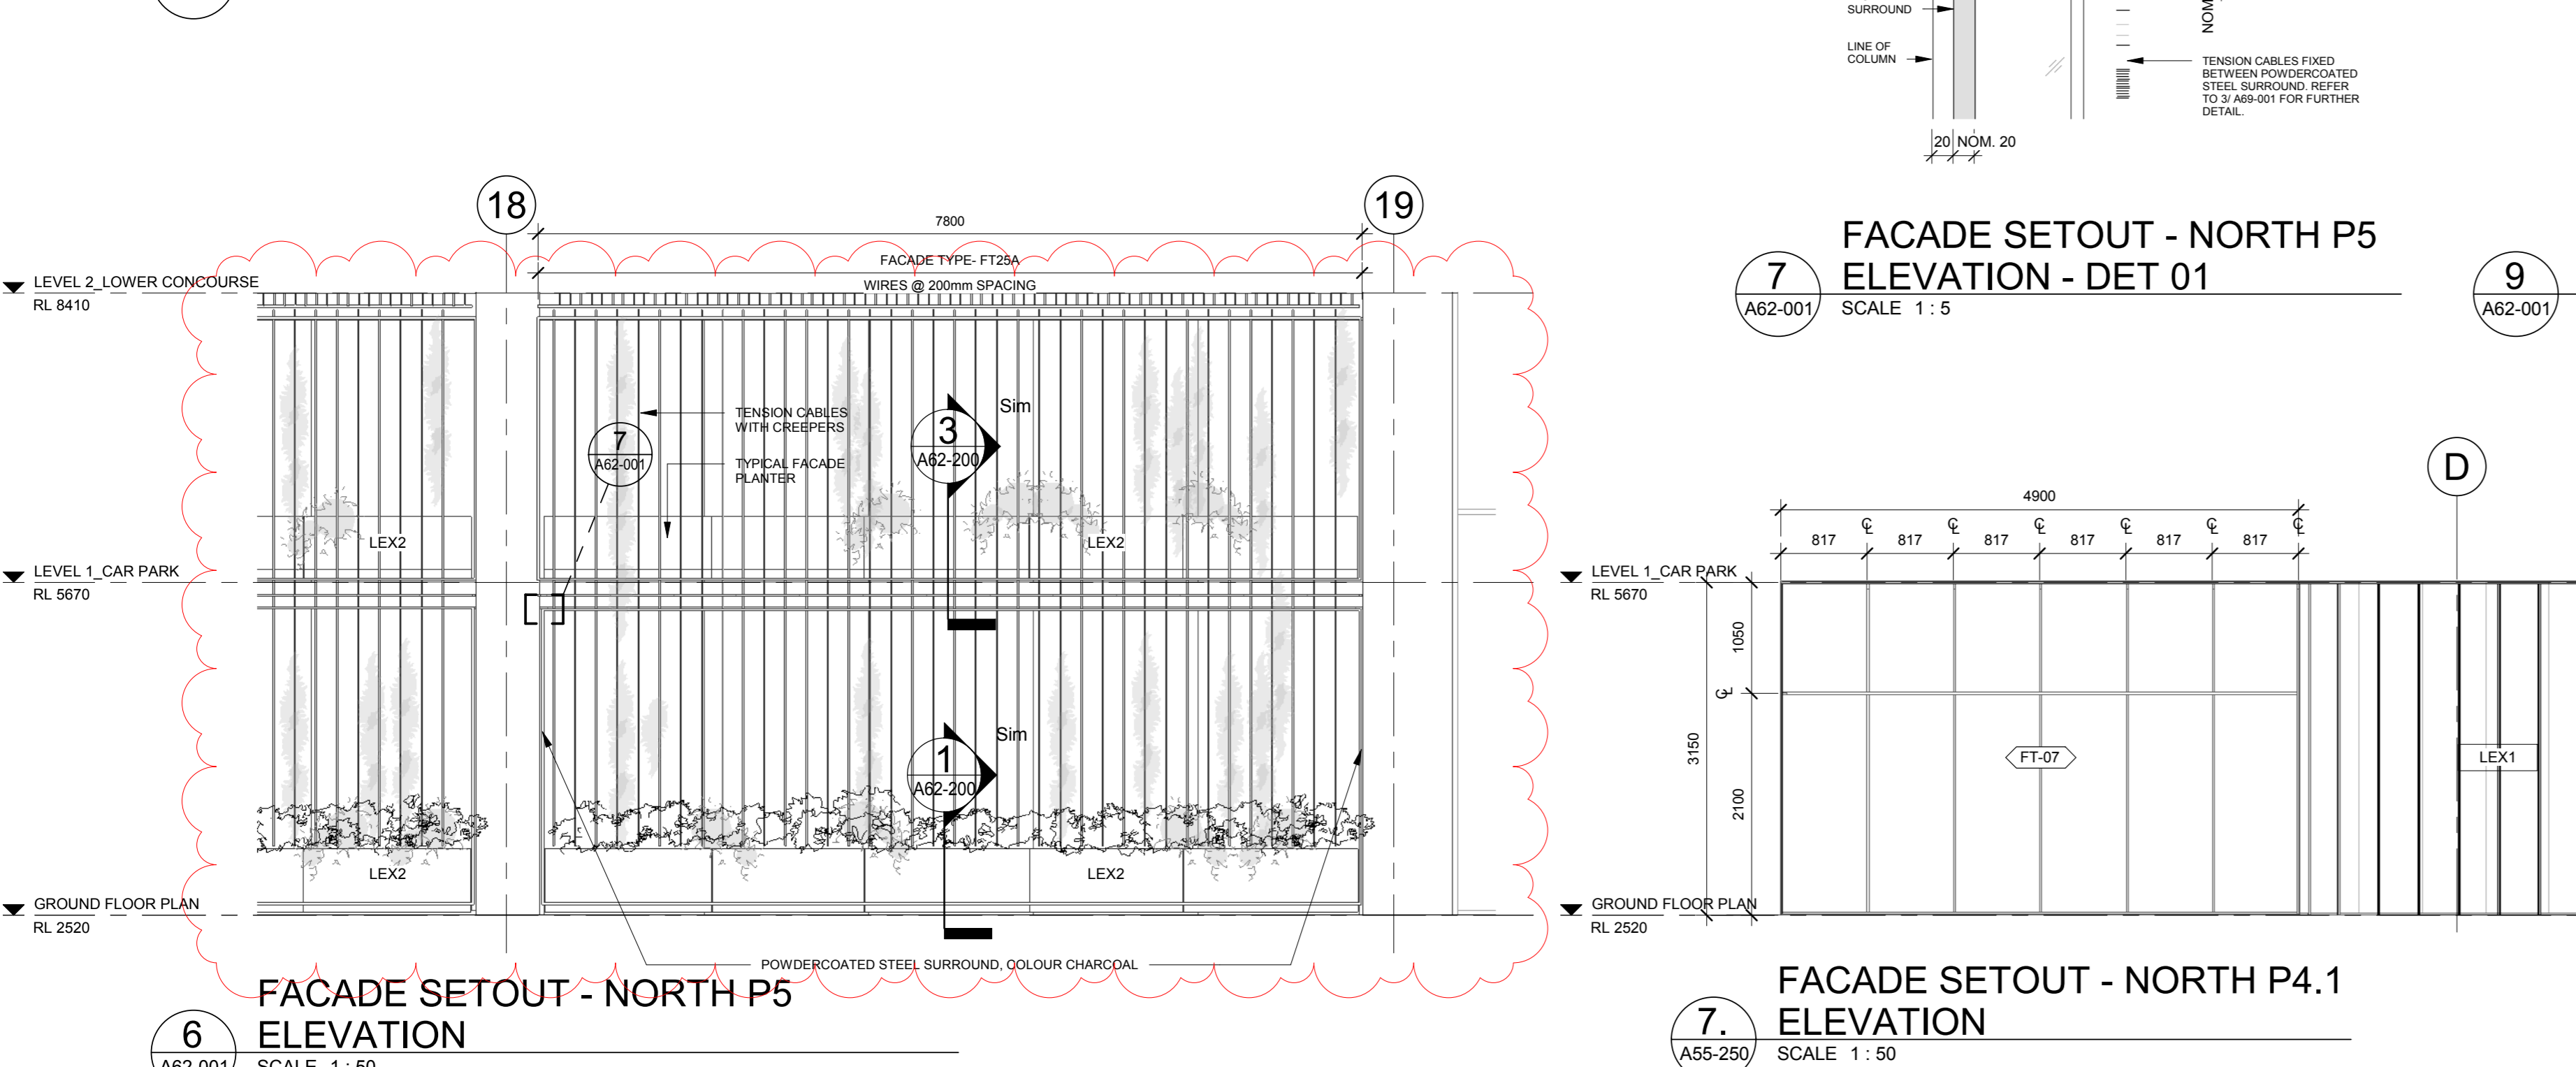 SURROUND
LINE OF
COLUMN
NOM.
TENSION CABLES FIXED
BETWEEN POWDERCOATED
STEEL SURROUND. REFER
TO 3/ A69-001 FOR FURTHER
DETAIL.
20 NOM. 20
FACADE SETOUT - NORTH P5
ELEVATION - DET 01
7
A62-001
SCALE 1 : 5
9
A62-001
18
19
7800
FACADE TYPE- FT25A
WIRES @ 200mm SPACING
LEVEL 2_LOWER CONCOURSE
RL 8410
TENSION CABLES
WITH CREEPERS
TYPICAL FACADE
PLANTER
7
A62-001
3
A62-200
Sim
LEX2
LEX2
LEVEL 1_CAR PARK
RL 5670
1
A62-200
Sim
LEX2
LEX2
GROUND FLOOR PLAN
RL 2520
POWDERCOATED STEEL SURROUND, COLOUR CHARCOAL
FACADE SETOUT - NORTH P5
ELEVATION
6
A62-001
SCALE 1 : 50
D
4900
817 817 817 817 817 817
LEVEL 1_CAR PARK
RL 5670
1050
3150
2100
FT-07
LEX1
GROUND FLOOR PLAN
RL 2520
FACADE SETOUT - NORTH P4.1
ELEVATION
7.
A55-250
SCALE 1 : 50